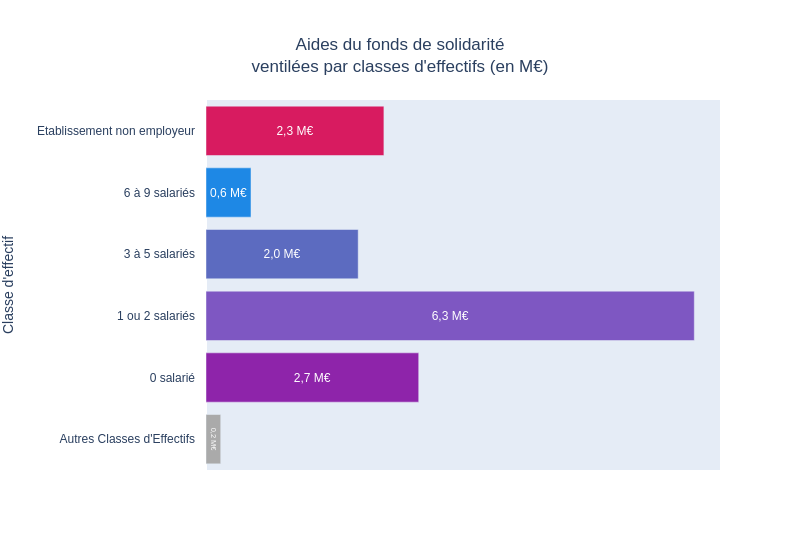 Aides du fonds de solidarité
ventilées par classes d'effectifs (en M€)
Classe d'effectif
Etablissement non employeur
2,3 M€
6 à 9 salariés
0,6 M€
3 à 5 salariés
2,0 M€
1 ou 2 salariés
6,3 M€
0 salarié
2,7 M€
Autres Classes d'Effectifs
0,2 M€